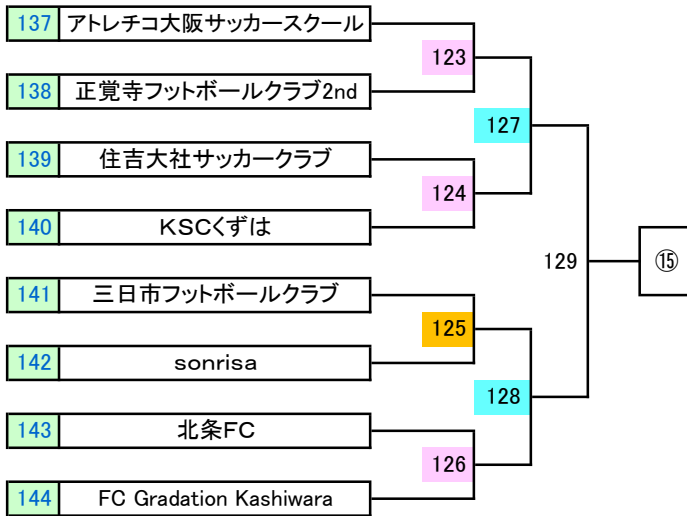 137 アトレチコ大阪サッカースクール
123
138 正覚寺フットボールクラブ2nd
127
139 住吉大社サッカークラブ
124
140 KSCくずは
129 ⑮
141 三日市フットボールクラブ
125
142 sonrisa
128
143 北条FC
126
144 FC Gradation Kashiwara